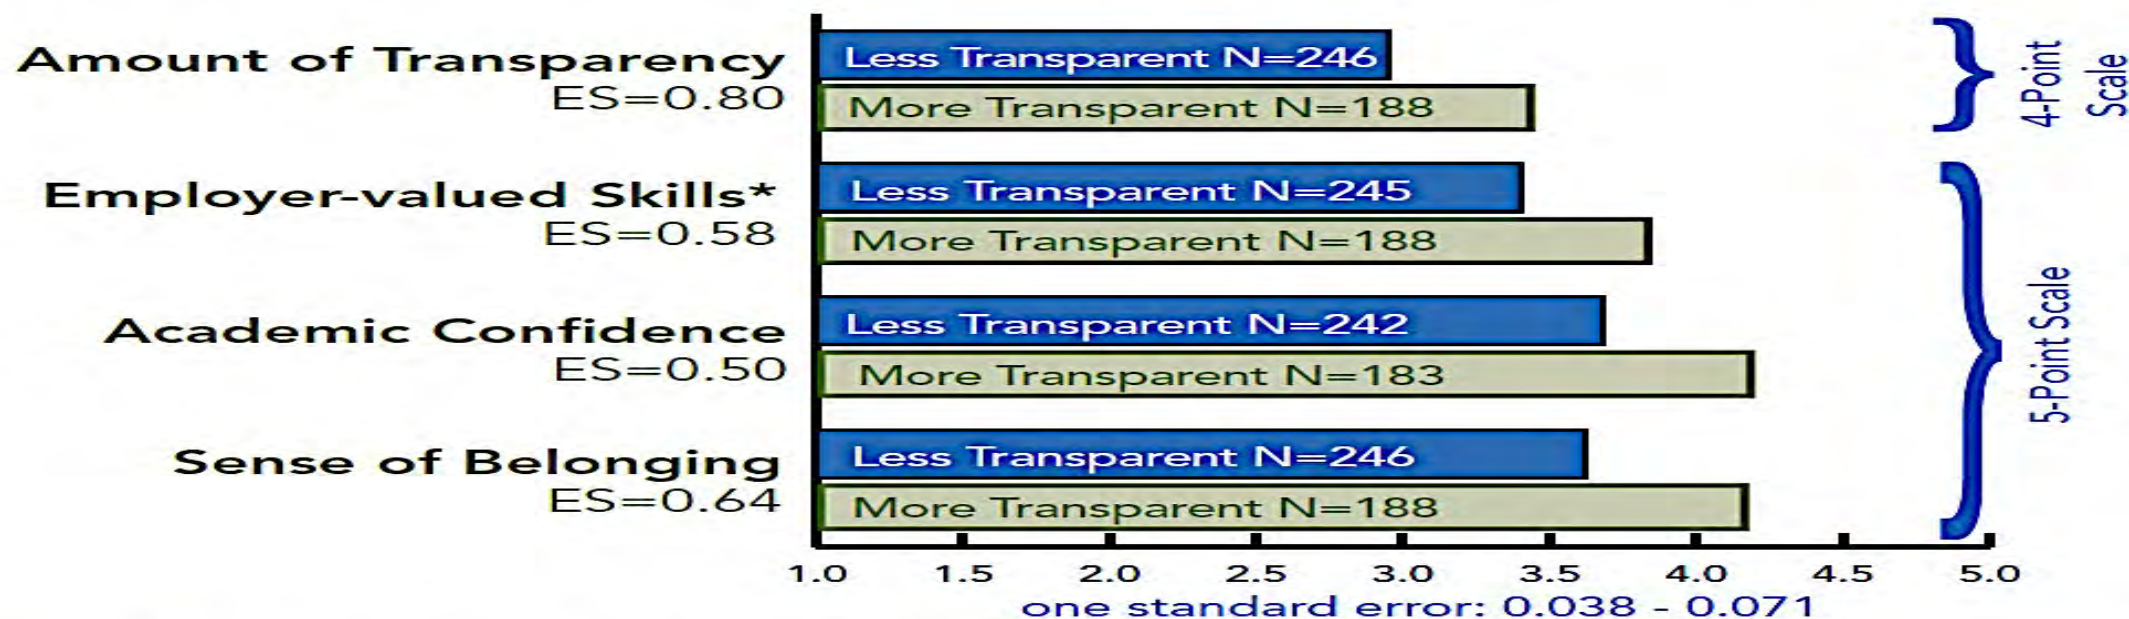 Amount of Transparency
ES=0.80
Less Transparent N=246
More Transparent N=188
4-Point
Scale
Employer-valued Skills*
ES=0.58
Less Transparent N=245
More Transparent N=188
Academic Confidence
ES=0.50
Less Transparent N=242
More Transparent N=183
5-Point Scale
Sense of Belonging
ES=0.64
Less Transparent N=246
More Transparent N=188
1.0 1.5 2.0 2.5 3.0 3.5 4.0 4.5 5.0
one standard error: 0.038 - 0.071